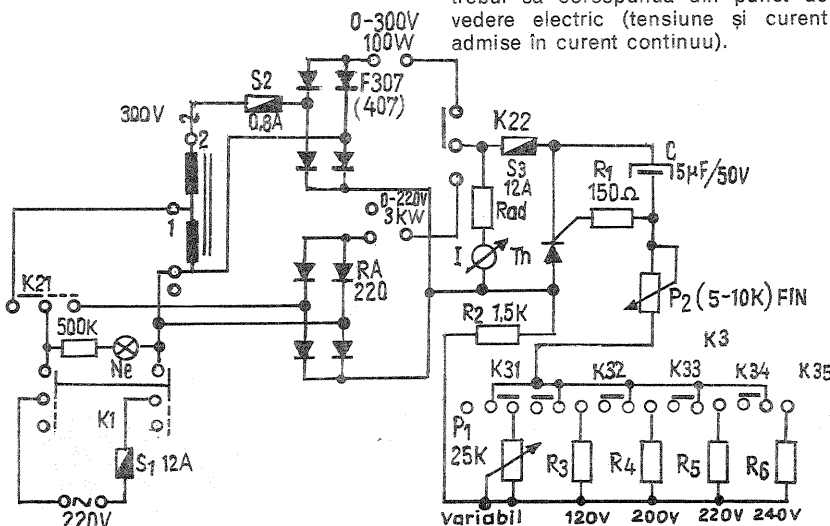 trebui să corespundă din punct de
vedere electric (tensiune și curent
admise în curent continuu).
0-300V
100W
S2
0,8A
F307
(407)
300V
2
2
1
K22
S3
12A
C
5µF/50V
R1
150Ω
Rad
I
Th
0-220V
3KW
P2 (5-10K) FIN
K21
RA
220
R2 1,5K
500K
Ne
K3
K31
K32
K33
K34
K35
K1
P1
25K
S1 12A
R3
R4
R5
R6
~
220V
Variabil
120V
200V
220V
240V